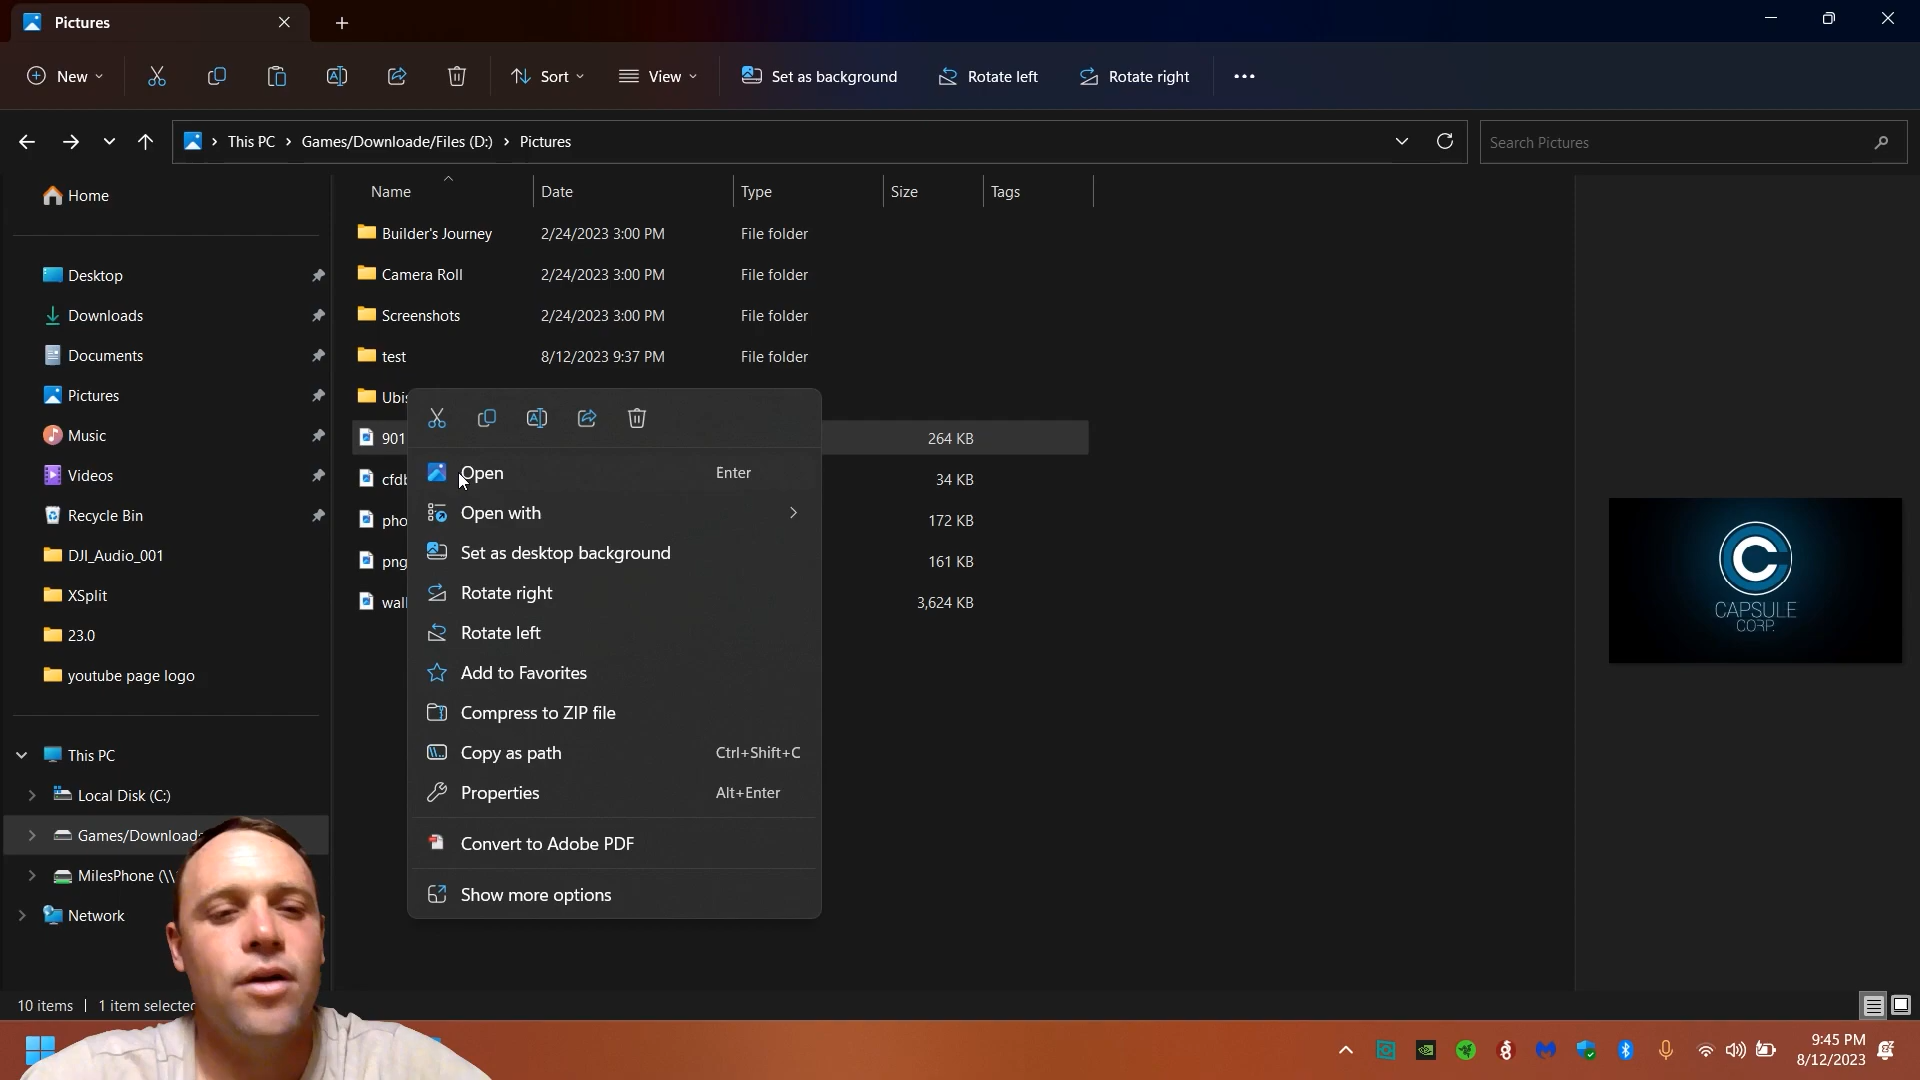 Pictures
New
Sort
View
Set as background
Rotate left
Rotate right
This PC
Games/Downloade/Files (D:)
Pictures
Search Pictures
Home
Desktop
Downloads
Documents
Pictures
Music
Videos
Recycle Bin
DJI_Audio_001
XSplit
23.0
youtube page logo
This PC
Local Disk (C:)
Games/Downloade
MilesPhone (\\
Network
Name Date Type Size Tags
Builder's Journey 2/24/2023 3:00 PM File folder
Camera Roll 2/24/2023 3:00 PM File folder
Screenshots 2/24/2023 3:00 PM File folder
test 8/12/2023 9:37 PM File folder
Ubis
901 264 KB
cfdb 34 KB
pho 172 KB
png 161 KB
wall 3,624 KB
Open Enter
Open with
Set as desktop background
Rotate right
Rotate left
Add to Favorites
Compress to ZIP file
Copy as path Ctrl+Shift+C
Properties Alt+Enter
Convert to Adobe PDF
Show more options
CAPSULE
CORP.
10 items 1 item selected
9:45 PM
8/12/2023